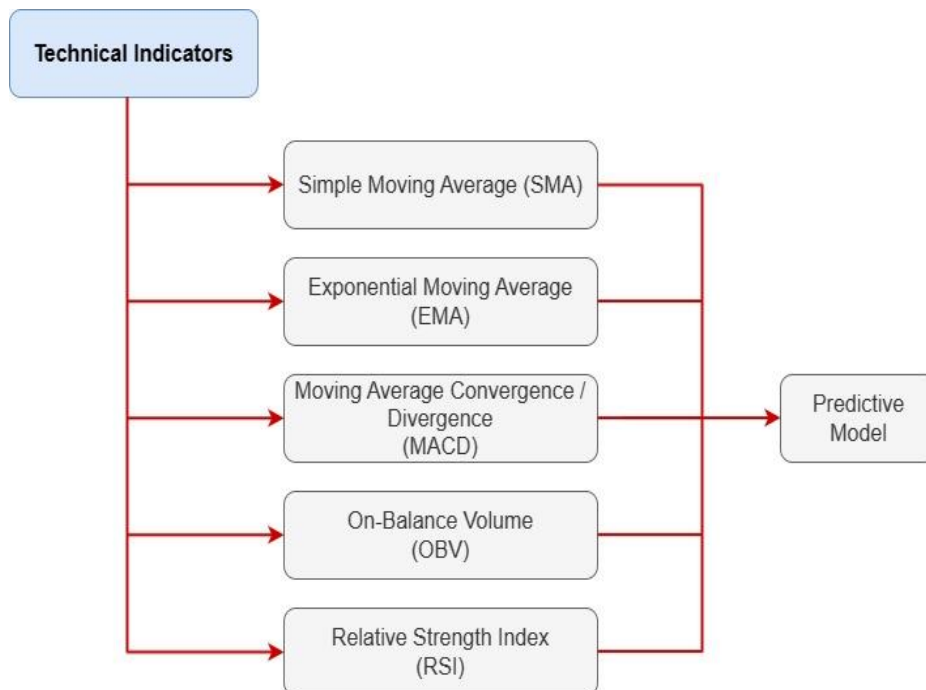 Technical Indicators
Simple Moving Average (SMA)
Exponential Moving Average
(EMA)
Moving Average Convergence /
Divergence
(MACD)
On-Balance Volume
(OBV)
Relative Strength Index
(RSI)
Predictive
Model